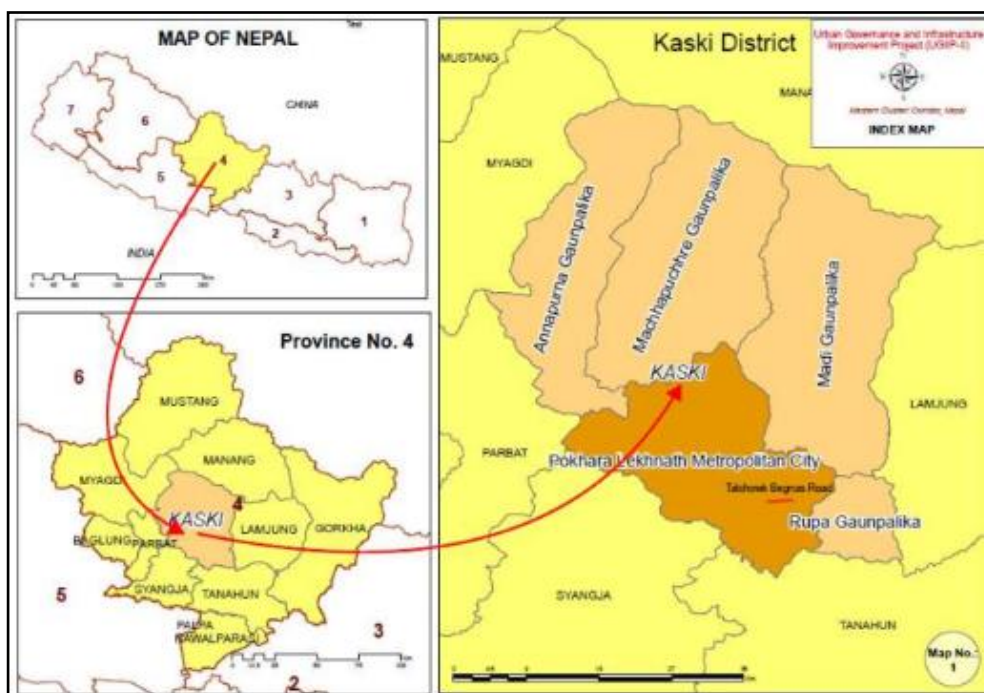 MAP OF NEPAL
Text
CHINA
7
6
4
5
3
2
1
INDIA
Province No. 4
6
MUSTANG
MANANG
MYAGDI
4
KASKI
LAMJUNG
GORKHA
BAGLUNG
PARBAT
SYANGJA
TANAHUN
5
PALPA
NAWALPARASI
3
2
Kaski District
Urban Governance and Infrastructure
Improvement Project (UGIIP-II)
N
INDEX MAP
MUSTANG
MANA
MYAGDI
Annapurna Gaunpalika
Machhapuchhre Gaunpalika
Madi Gaunpalika
KASKI
LAMJUNG
PARBAT
Pokhara Lekhnath Metropolitan City
Begnas Road
Rupa Gaunpalika
SYANGJA
TANAHUN
Map No.:
1